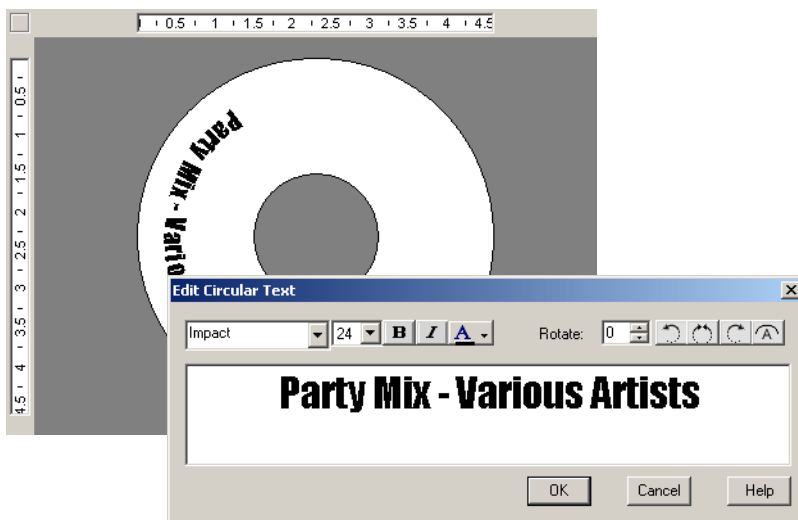 0.5 1 1.5 2 2.5 3 3.5 4 4.5
0.5 1 1.5 2 2.5 3 3.5 4 4.5
Party Mix - Vario
Edit Circular Text
Impact 24 B I A Rotate: 0 A
Party Mix - Various Artists
OK Cancel Help